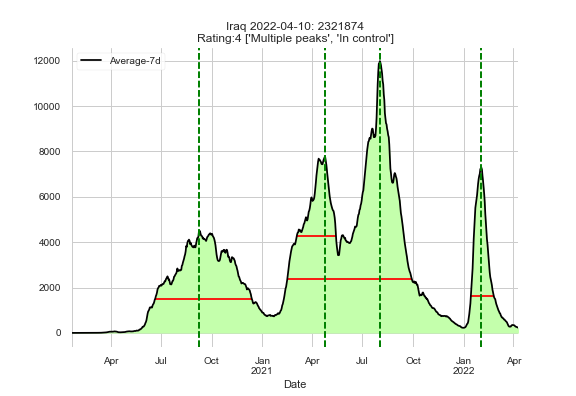 Iraq 2022-04-10: 2321874
Rating:4 ['Multiple peaks', 'In control']
Average-7d
12000
10000
8000
6000
4000
2000
0
Apr Jul Oct Jan Apr Jul Oct Jan Apr
2021 2022
Date